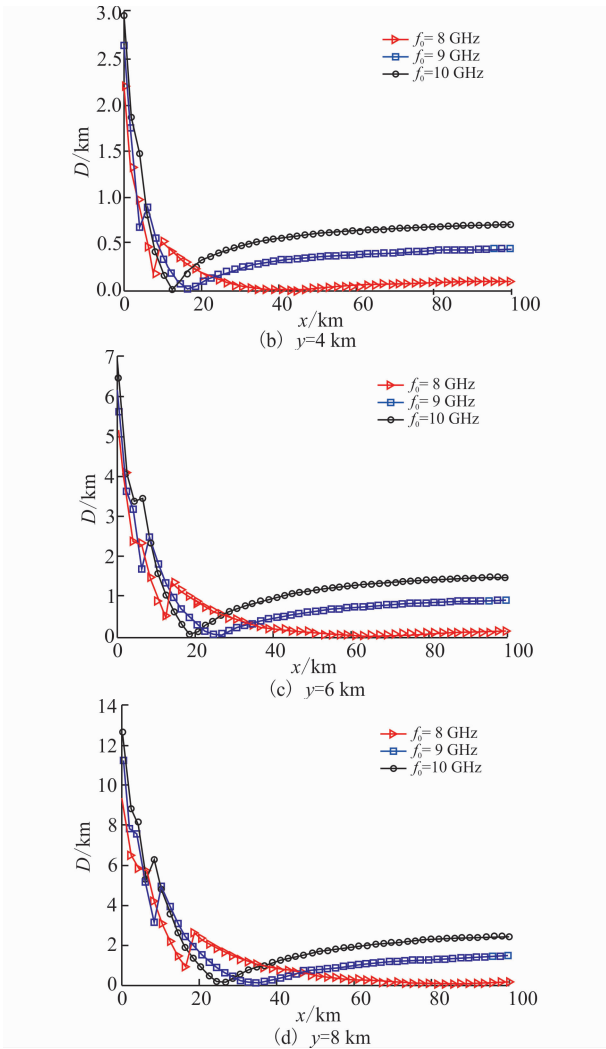 3.0
2.5
2.0
1.5
1.0
0.5
0.0
D/km
f₀= 8 GHz
f₀= 9 GHz
f₀=10 GHz
0 20 40 60 80 100
x/km
(b) y=4 km
7
6
5
4
3
2
1
0
D/km
f₀= 8 GHz
f₀= 9 GHz
f₀=10 GHz
0 20 40 60 80 100
x/km
(c) y=6 km
14
12
10
8
6
4
2
0
D/km
f₀= 8 GHz
f₀= 9 GHz
f₀=10 GHz
0 20 40 60 80 100
x/km
(d) y=8 km